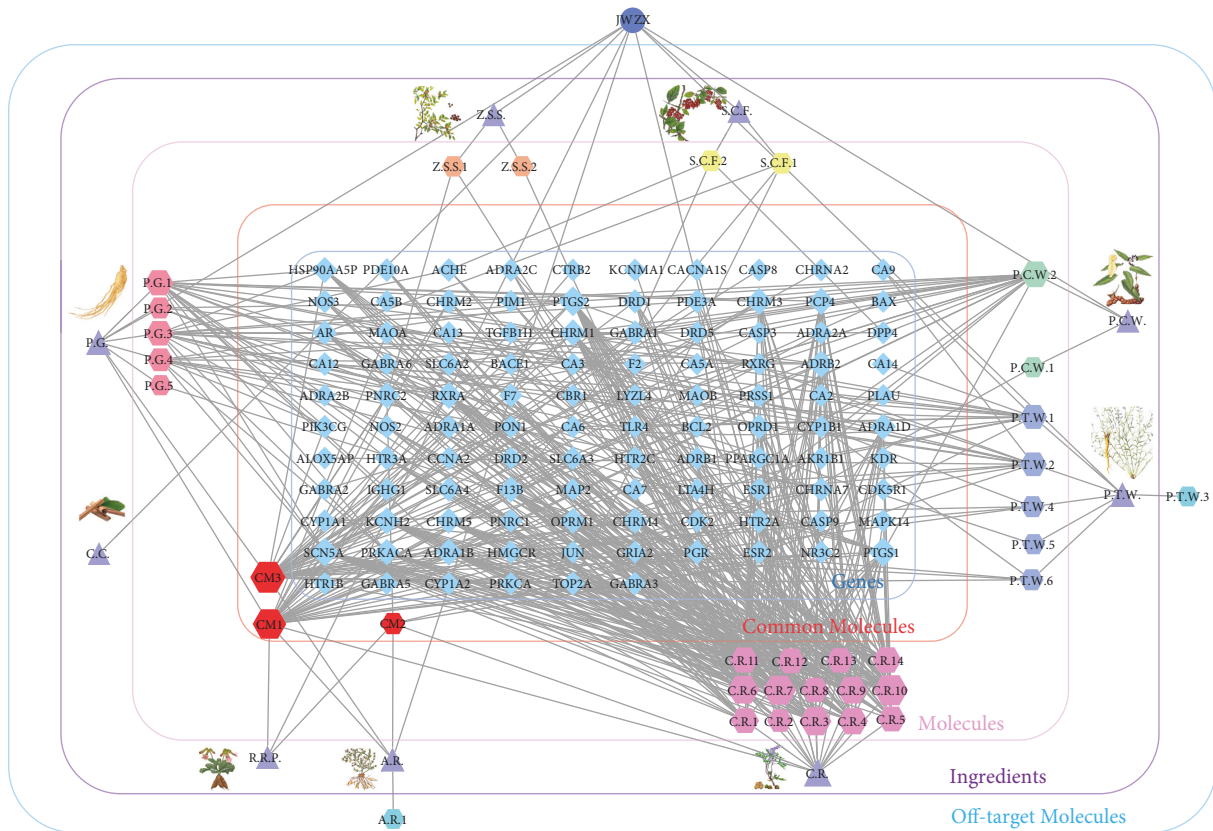 JWZX
Z.S.S.
S.C.F.
Z.S.S.1 Z.S.S.2 S.C.F.2 S.C.F.1
HSP90AA5P PDE10A ACHE ADRA2C CTRB2 KCNMA1 CACNA1S CASP8 CHRNA2 CA9
NOS3 CA5B CHRM2 PIM1 PTGS2 DRD1 PDE3A CHRM3 PCP4 BAX
AR MAOA CA13 TGFB1I1 CHRM1 GABRA1 DRD5 CASP3 ADRA2A DPP4
CA12 GABRA6 SLC6A2 BACE1 CA3 F2 CA5A RXRG ADRB2 CA14
ADRA2B PNRC2 RXRA F7 CBR1 LYZL4 MAOB PRSS1 CA2 PLAU
PIK3CG NOS2 ADRA1A PON1 CA6 TLR4 BCL2 OPRD1 CYP1B1 ADRA1D
ALOX5AP HTR3A CCNA2 DRD2 SLC6A3 HTR2C ADRB1 PPARGC1A AKR1B1 KDR
GABRA2 IGHG1 SLC6A4 F13B MAP2 CA7 LTA4H ESR1 CHRNA7 CDK5R1
CYP1A1 KCNH2 CHRM5 PNRC1 OPRM1 CHRM4 CDK2 HTR2A CASP9 MAPK14
SCN5A PRKACA ADRA1B HMGCR JUN GRIA2 PGR ESR2 NR3C2 PTGS1
HTR1B GABRA5 CYP1A2 PRKCA TOP2A GABRA3
Genes
P.G.
P.G.1
P.G.2
P.G.3
P.G.4
P.G.5
C.C.
P.C.W.2
P.C.W.
P.C.W.1
P.T.W.1
P.T.W.2
P.T.W.4
P.T.W.5
P.T.W.6
P.T.W.
P.T.W.3
CM3
CM1
CM2
Common Molecules
C.R.11 C.R.12 C.R.13 C.R.14
C.R.6 C.R.7 C.R.8 C.R.9 C.R.10
C.R.1 C.R.2 C.R.3 C.R.4 C.R.5
Molecules
R.R.P.
A.R.
C.R.
Ingredients
A.R.1
Off-target Molecules